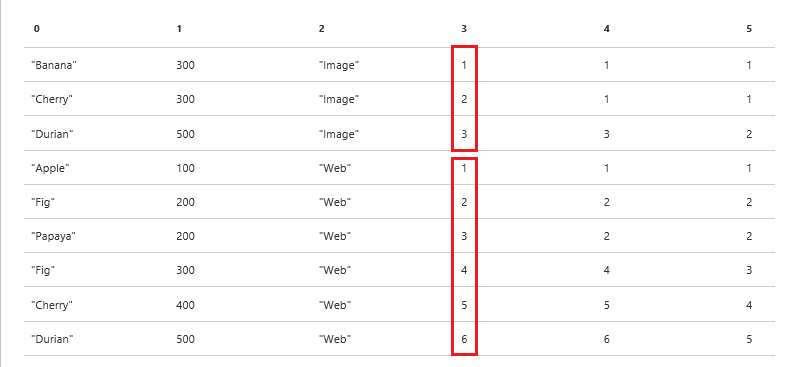 0 1 2 3 4 5
"Banana" 300 "Image" 1 1 1
"Cherry" 300 "Image" 2 1 1
"Durian" 500 "Image" 3 3 2
"Apple" 100 "Web" 1 1 1
"Fig" 200 "Web" 2 2 2
"Papaya" 200 "Web" 3 2 2
"Fig" 300 "Web" 4 4 3
"Cherry" 400 "Web" 5 5 4
"Durian" 500 "Web" 6 6 5